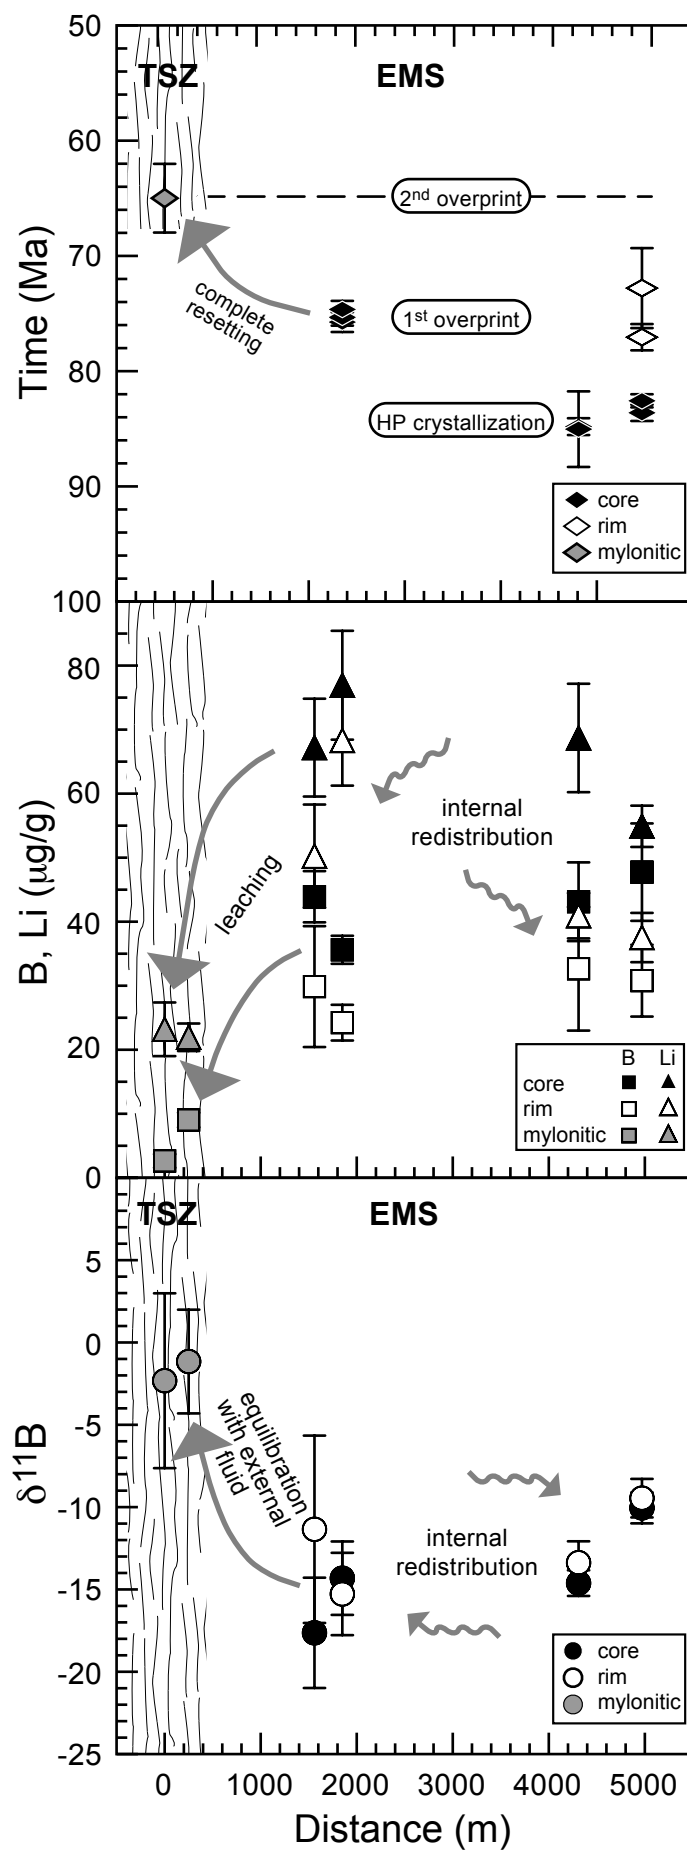 50
TSZ
EMS
60
2nd overprint
70
complete
resetting
1st overprint
80
HP crystallization
90
core
rim
mylonitic
Time (Ma)
100
80
60
internal
redistribution
leaching
40
20
B Li
core
rim
mylonitic
0
B, Li (µg/g)
TSZ
EMS
5
0
-5
equilibration
with external
fluid
-10
internal
redistribution
-15
-20
core
rim
mylonitic
-25
δ11B
0 1000 2000 3000 4000 5000
Distance (m)